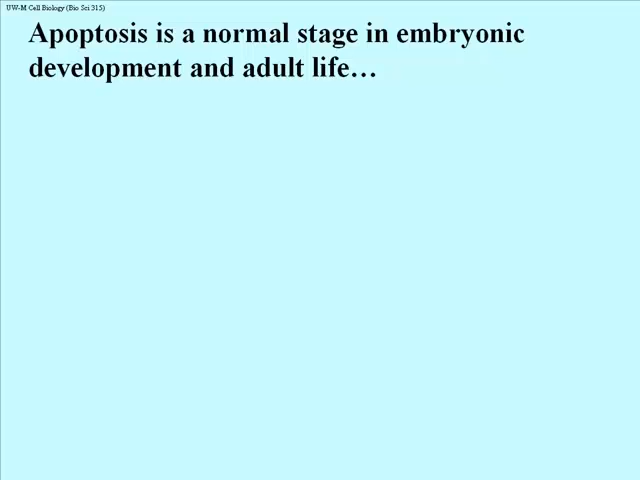 UW-M Cell Biology (Bio Sci 315)
Apoptosis is a normal stage in embryonic
development and adult life…